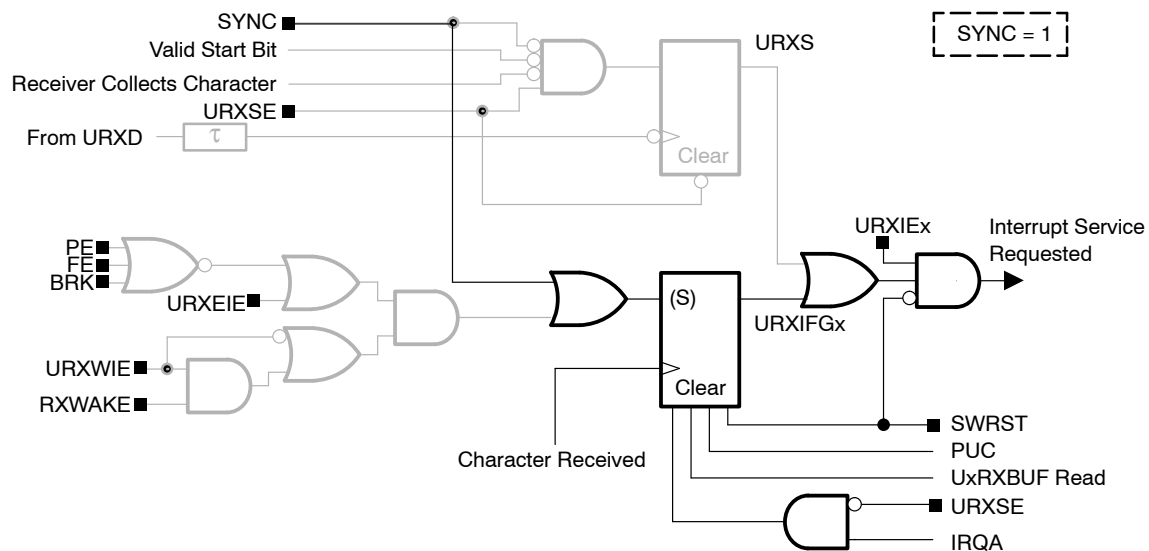 SYNC
SYNC = 1
Valid Start Bit
URXS
Receiver Collects Character
URXSE
From URXD
τ
Clear
PE
FE
BRK
URXEIE
URXWIE
RXWAKE
(S)
Clear
URXIFGx
URXIEx
Interrupt Service
Requested
Character Received
SWRST
PUC
UxRXBUF Read
URXSE
IRQA